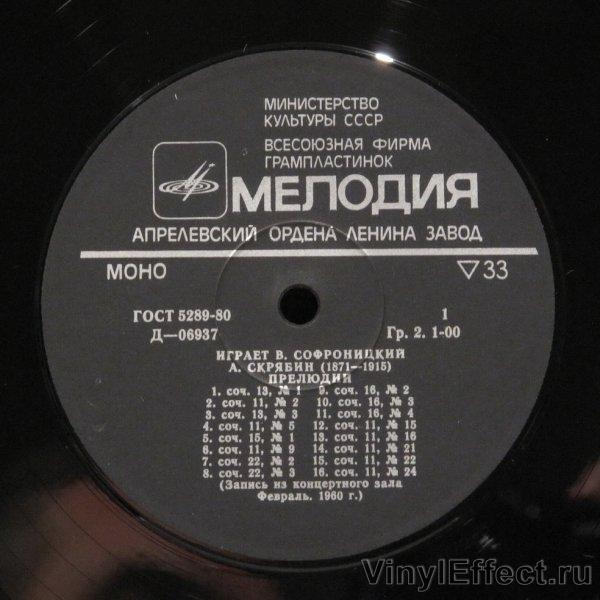 МИНИСТЕРСТВО
КУЛЬТУРЫ СССР
ВСЕСОЮЗНАЯ ФИРМА
ГРАМПЛАСТИНОК
МЕЛОДИЯ
АПРЕЛЕВСКИЙ ОРДЕНА ЛЕНИНА ЗАВОД
МОНО ▽33
ГОСТ 5289-80 1
Д—06937 Гр. 2. 1-00
ИГРАЕТ В. СОФРОНИЦКИЙ
А. СКРЯБИН (1871—1915)
ПРЕЛЮДИИ
1. соч. 13, № 1 9. соч. 16, № 2
2. соч. 11, № 2 10. соч. 16, № 3
3. соч. 13, № 3 11. соч. 16, № 4
4. соч. 11, № 5 12. соч. 11, № 15
5. соч. 15, № 1 13. соч. 11, № 16
6. соч. 11, № 9 14. соч. 11, № 21
7. соч. 22, № 2 15. соч. 11, № 22
8. соч. 22, № 3 16. соч. 11, № 24
(Запись из концертного зала
Февраль. 1960 г.)
VinylEffect.ru